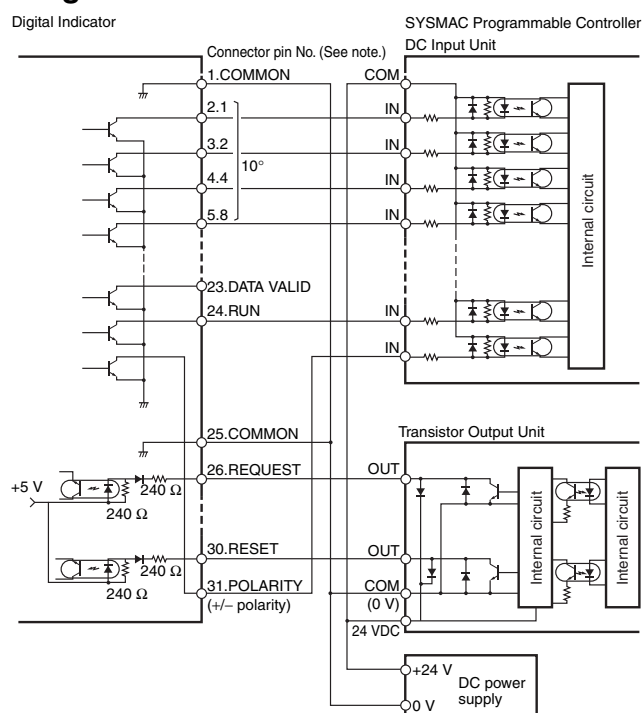 Digital Indicator
SYSMAC Programmable Controller
DC Input Unit
Connector pin No. (See note.)
1.COMMON
COM
2.1
IN
3.2
IN
10°
4.4
IN
5.8
IN
Internal circuit
23.DATA VALID
24.RUN
IN
IN
25.COMMON
Transistor Output Unit
26.REQUEST
OUT
+5 V
240 Ω
240 Ω
Internal circuit
Internal circuit
30.RESET
OUT
240 Ω
240 Ω
31.POLARITY
(+/− polarity)
COM
(0 V)
24 VDC
+24 V
DC power
supply
0 V